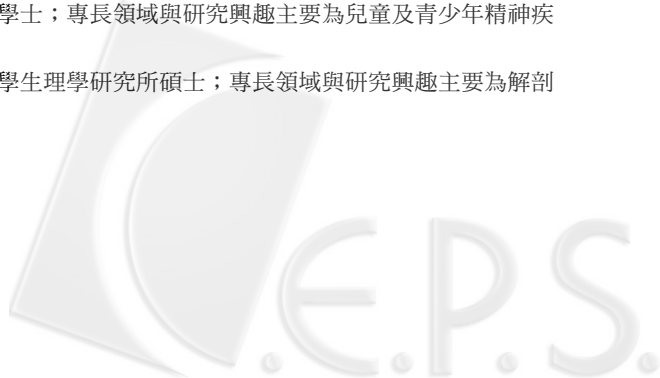 學士；專長領域與研究興趣主要為兒童及青少年精神疾
學生理學研究所碩士；專長領域與研究興趣主要為解剖
C.E.P.S.